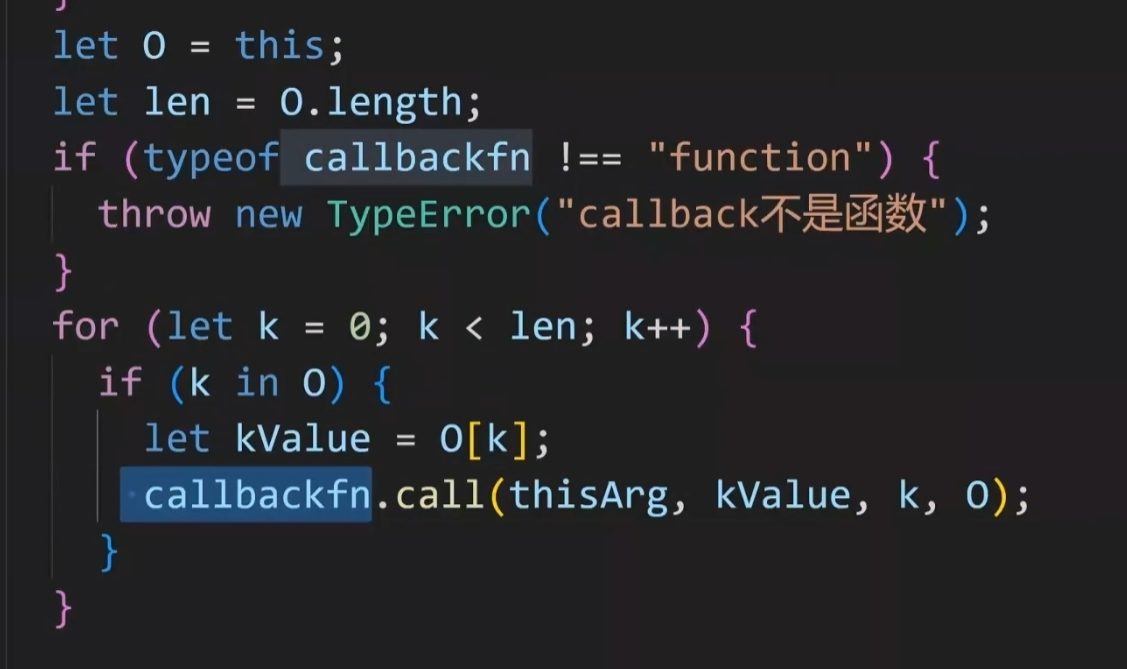 }
let O = this;
let len = O.length;
if (typeof callbackfn !== "function") {
throw new TypeError("callback不是函数");
}
for (let k = 0; k < len; k++) {
if (k in O) {
let kValue = O[k];
callbackfn.call(thisArg, kValue, k, O);
}
}